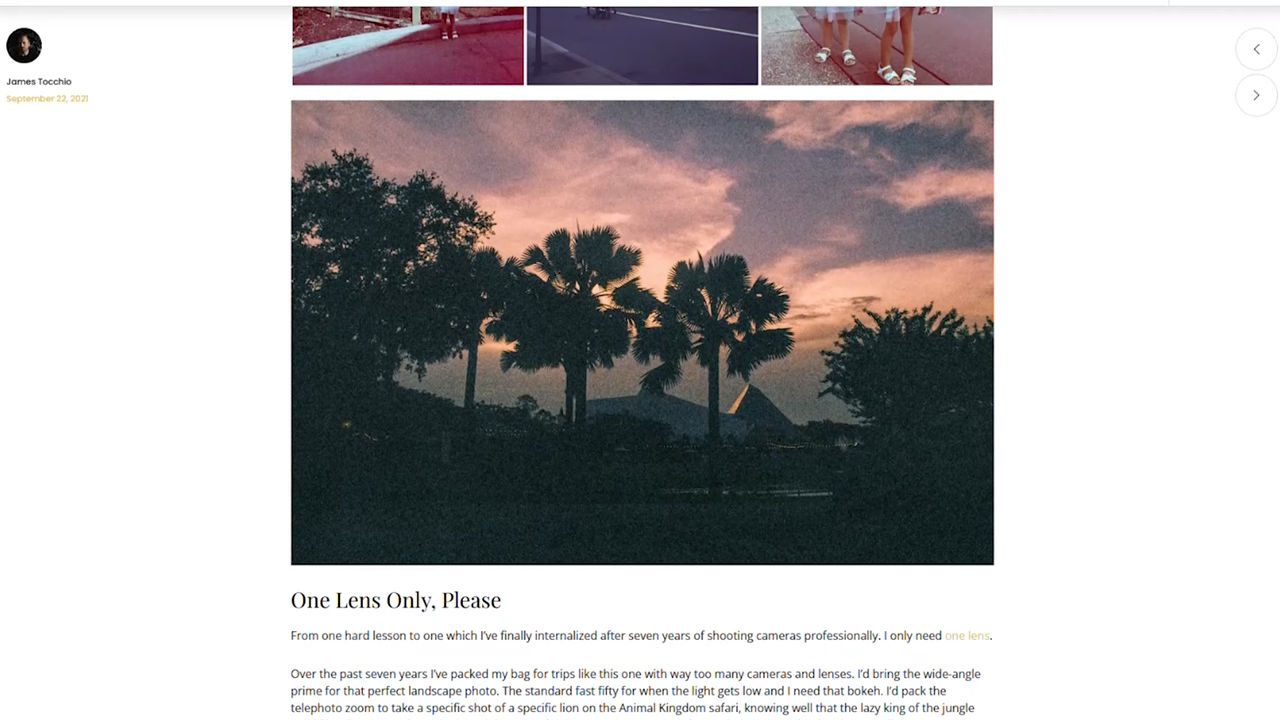 James Tocchio
September 22, 2021
One Lens Only, Please
From one hard lesson to one which I've finally internalized after seven years of shooting cameras professionally. I only need one lens.
Over the past seven years I've packed my bag for trips like this one with way too many cameras and lenses. I'd bring the wide-angle
prime for that perfect landscape photo. The standard fast fifty for when the light gets low and I need that bokeh. I'd pack the
telephoto zoom to take a specific shot of a specific lion on the Animal Kingdom safari, knowing well that the lazy king of the jungle